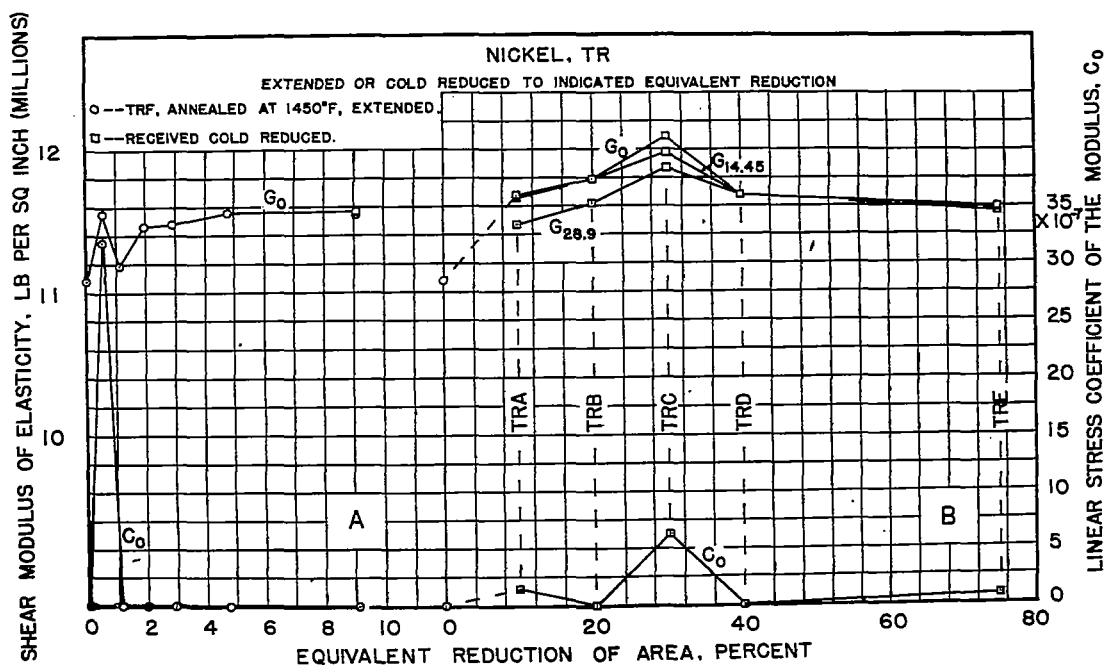 NICKEL, TR
EXTENDED OR COLD REDUCED TO INDICATED EQUIVALENT REDUCTION
○ --TRF, ANNEALED AT 1450°F, EXTENDED.
□ --RECEIVED COLD REDUCED.
SHEAR MODULUS OF ELASTICITY, LB PER SQ INCH (MILLIONS)
12
11
10
G₀
C₀
A
G₀
G₁₄.₄₅
G₂₈.₉
TRA
TRB
TRC
TRD
TRE
C₀
B
35
×10⁻⁷
30
25
20
15
10
5
0
LINEAR STRESS COEFFICIENT OF THE MODULUS, C₀
0 2 4 6 8 10 0 20 40 60 80
EQUIVALENT REDUCTION OF AREA, PERCENT